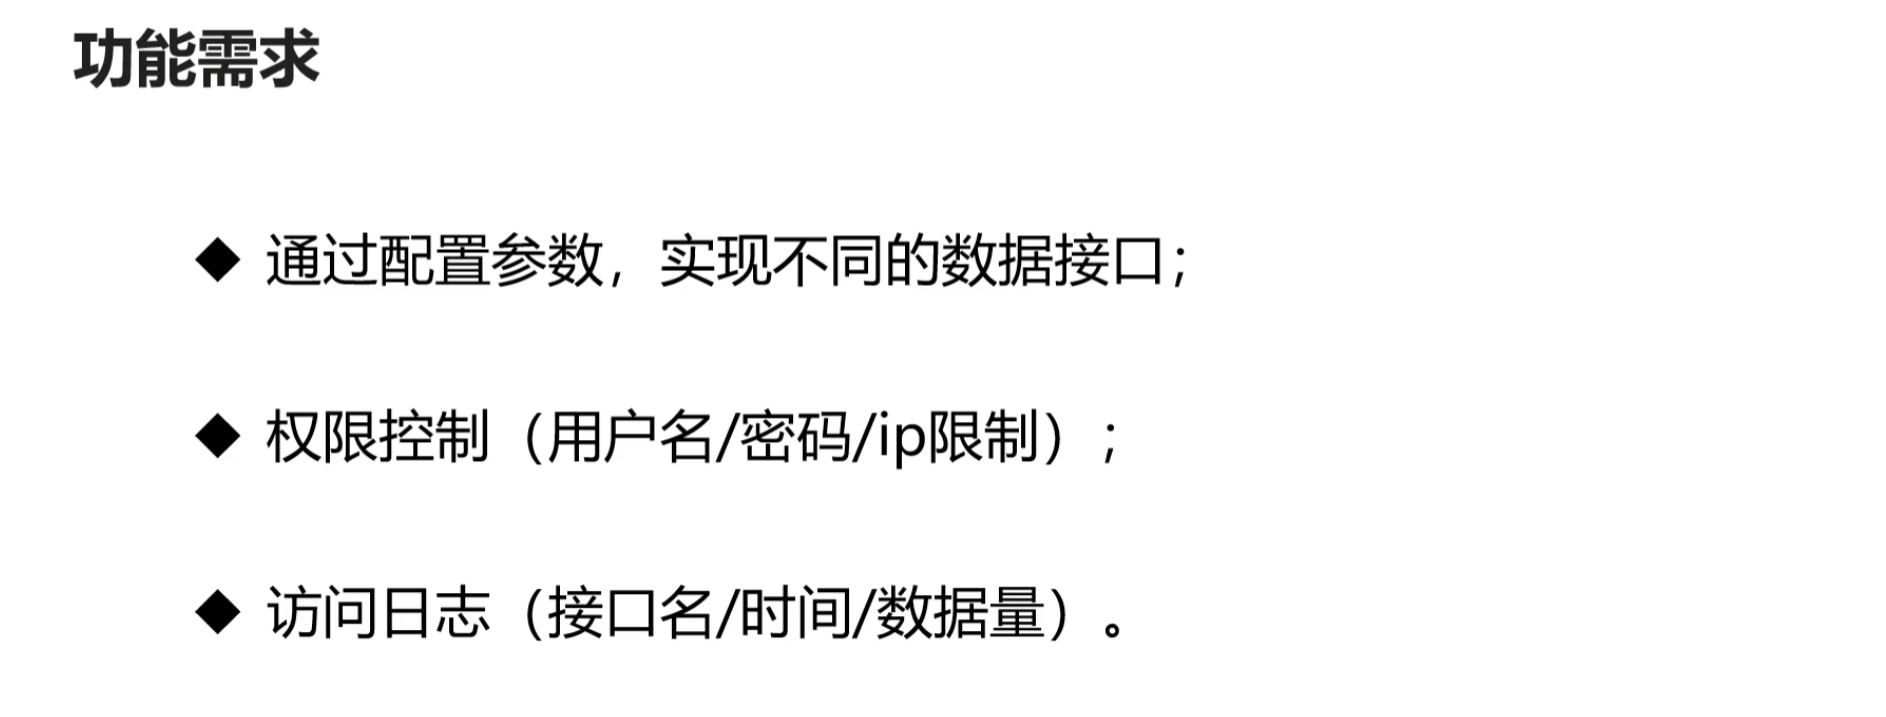 功能需求
◆ 通过配置参数，实现不同的数据接口；
◆ 权限控制（用户名/密码/ip限制）；
◆ 访问日志（接口名/时间/数据量）。